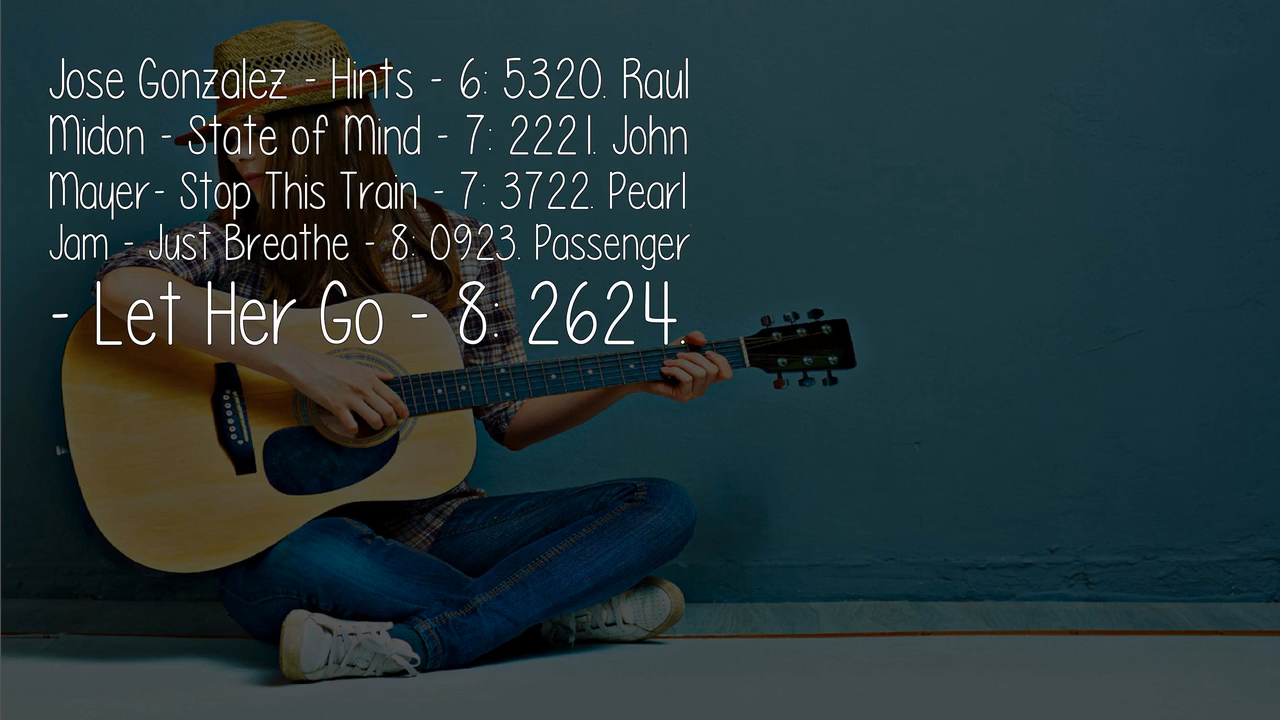 Jose Gonzalez - Hints - 6: 5320. Raul
Midon - State of Mind - 7: 2221. John
Mayer- Stop This Train - 7: 3722. Pearl
Jam - Just Breathe - 8: 0923. Passenger
- Let Her Go - 8: 2624.